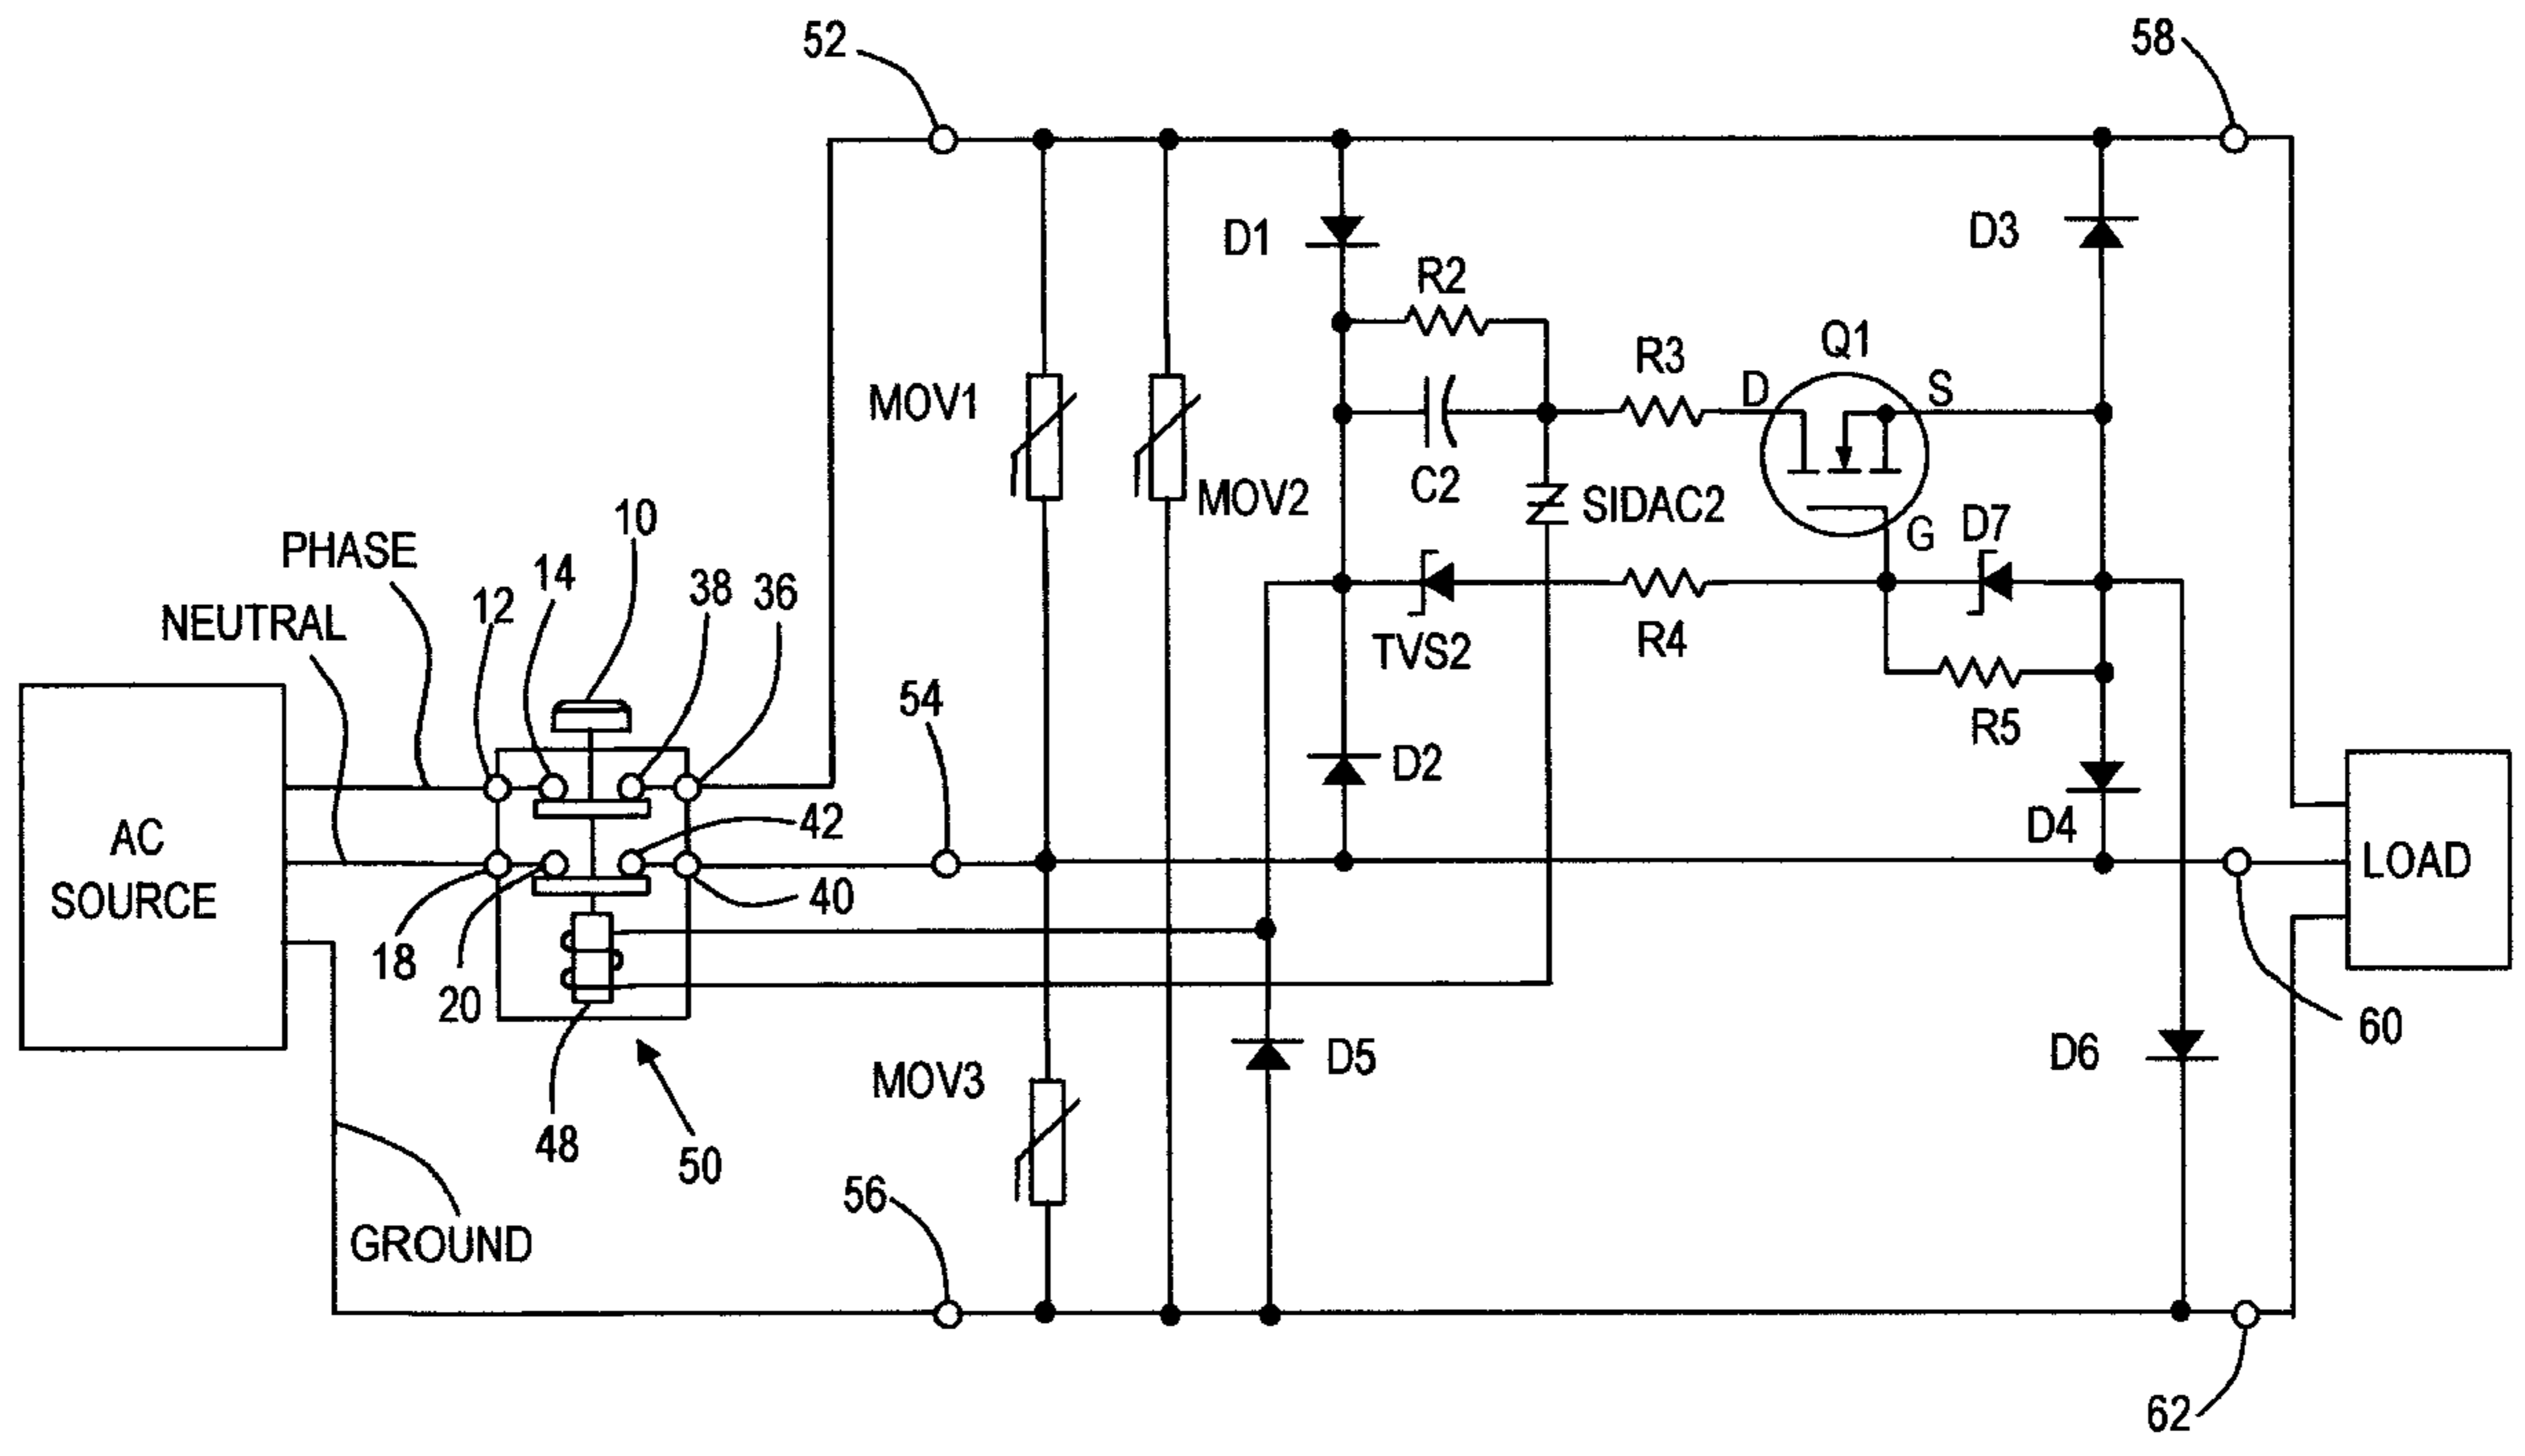 52
58
D1
D3
R2
Q1
R3
D
S
MOV1
C2
SIDAC2
MOV2
10
G
D7
PHASE
14
38
36
12
NEUTRAL
TVS2
R4
54
R5
D2
42
D4
AC
SOURCE
LOAD
40
18
20
60
D5
D6
MOV3
48
50
56
GROUND
62